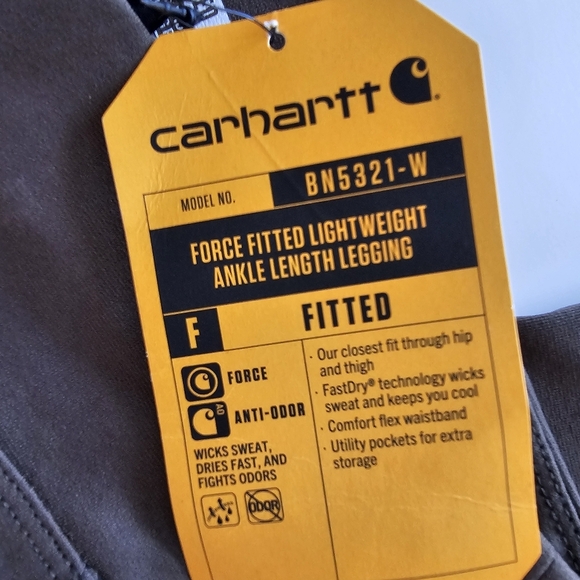 carhartt
MODEL NO. BN5321-W
FORCE FITTED LIGHTWEIGHT
ANKLE LENGTH LEGGING
F FITTED
FORCE
ANTI-ODOR
WICKS SWEAT,
DRIES FAST, AND
FIGHTS ODORS
ODOR
· Our closest fit through hip
and thigh
· FastDry® technology wicks
sweat and keeps you cool
· Comfort flex waistband
· Utility pockets for extra
storage